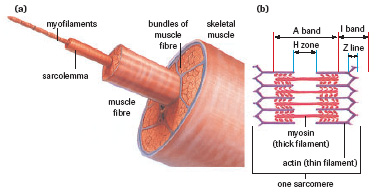 (a)
myofilaments
sarcolemma
bundles of
muscle
fibre
skeletal
muscle
muscle
fibre
(b)
A band
I band
H zone
Z line
myosin
(thick filament)
actin (thin filament)
one sarcomere